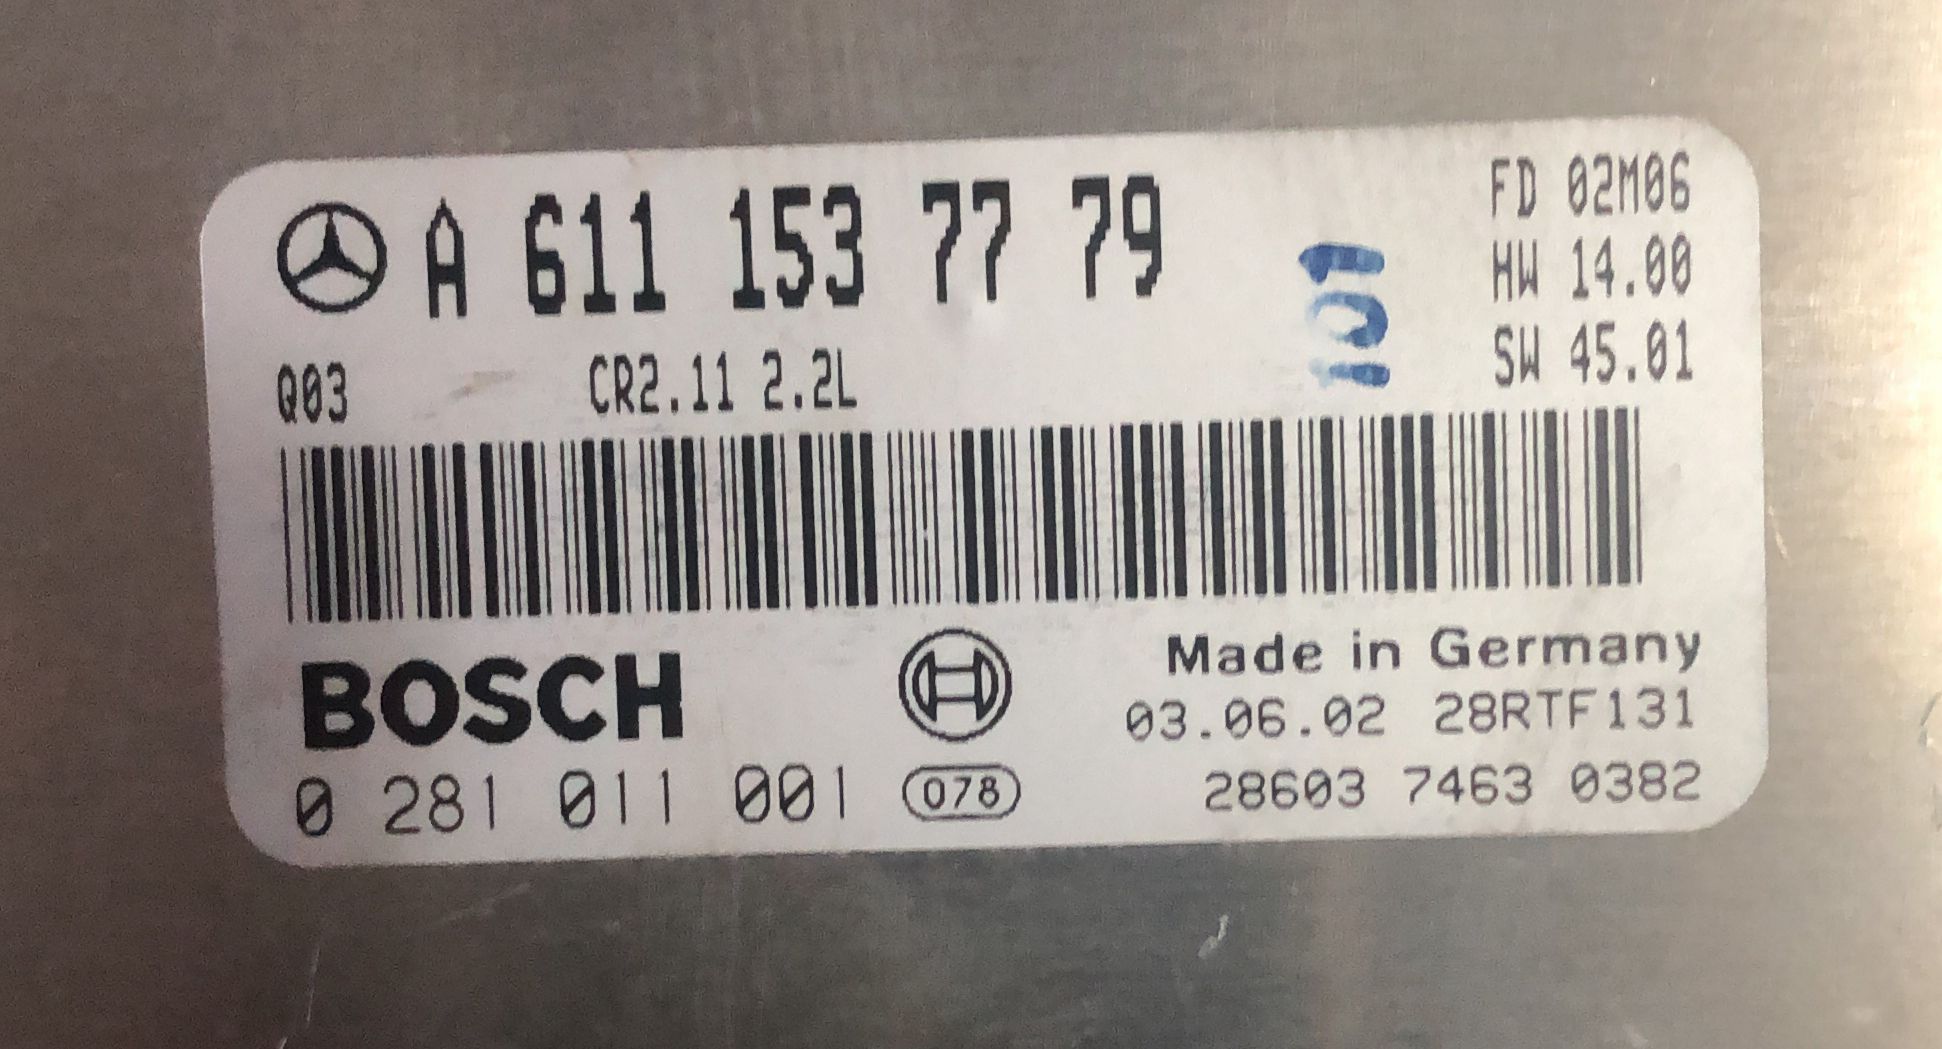 A 611 153 77 79
FD 02M06
HW 14.00
SW 45.01
101
Q03 CR2.11 2.2L
BOSCH
Made in Germany
03.06.02 28RTF131
0 281 011 001 078
28603 7463 0382